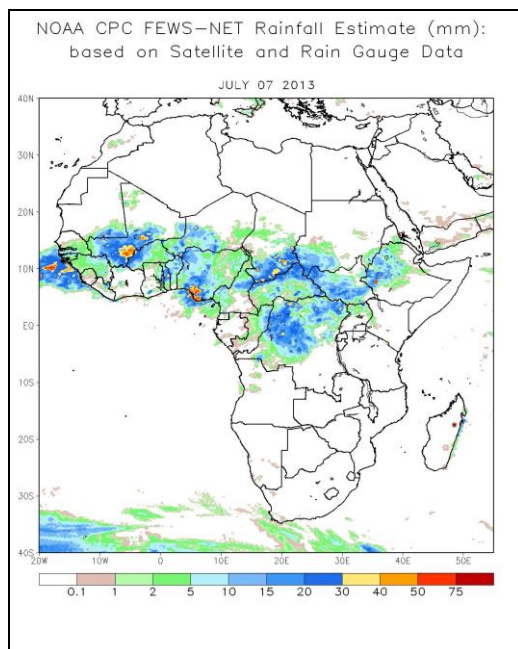 NOAA CPC FEWS-NET Rainfall Estimate (mm):
based on Satellite and Rain Gauge Data
JULY 07 2013
40N
30N
20N
10N
EQ
10S
20S
30S
40S
20W 10W 0 10E 20E 30E 40E 50E
0.1 1 2 5 10 15 20 30 40 50 75